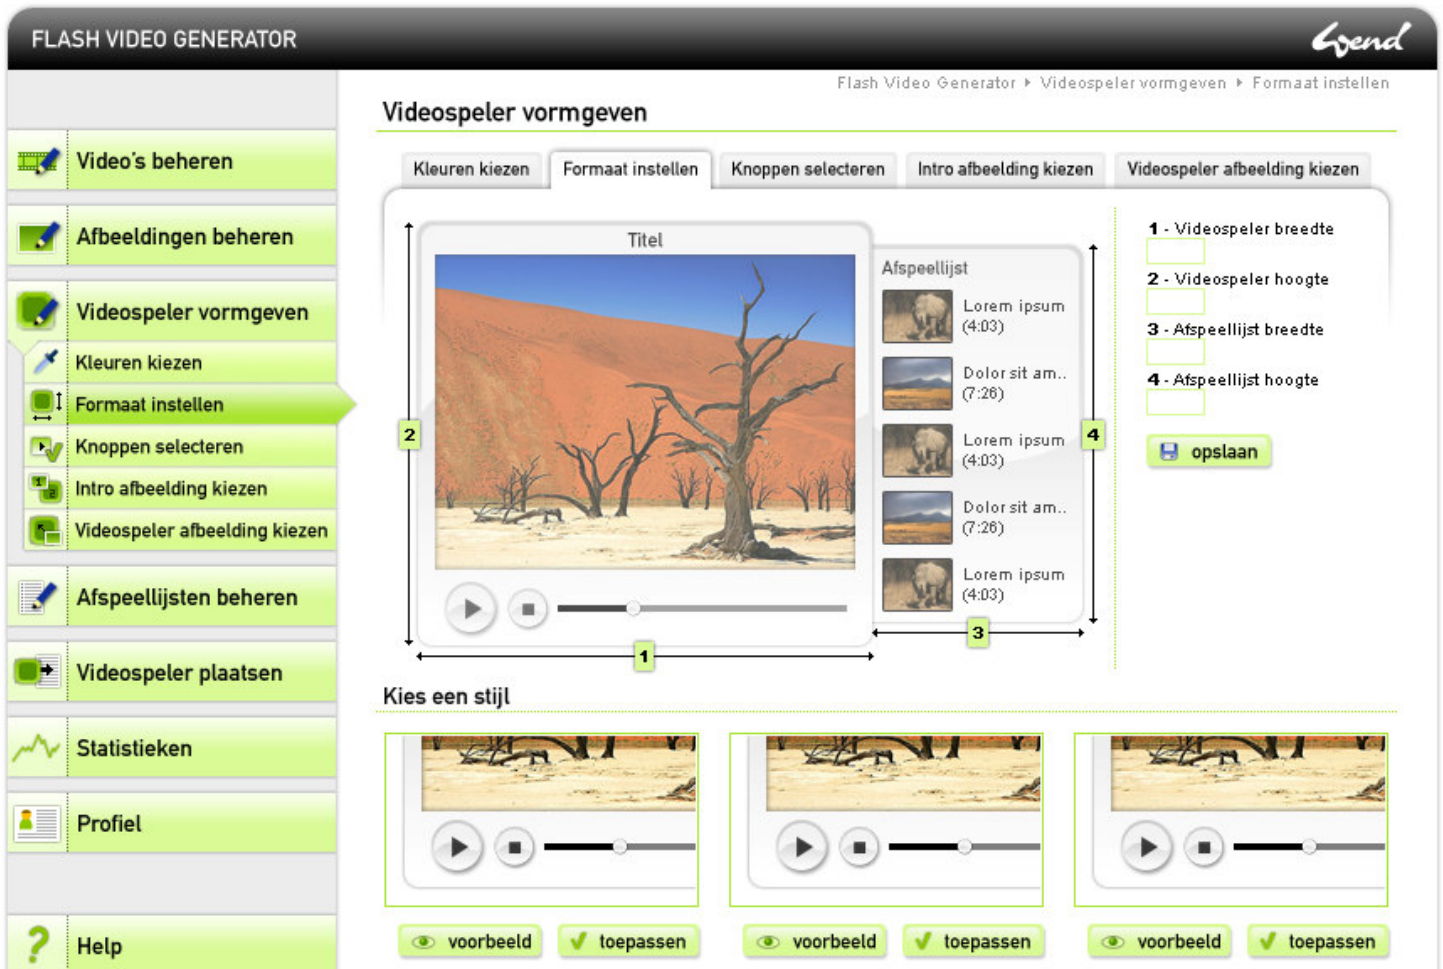 FLASH VIDEO GENERATOR
Wend
Flash Video Generator ▸ Videospeler vormgeven ▸ Formaat instellen
Videospeler vormgeven
Video's beheren
Afbeeldingen beheren
Videospeler vormgeven
Kleuren kiezen
Formaat instellen
Knoppen selecteren
1 2
Intro afbeelding kiezen
Videospeler afbeelding kiezen
Afspeellijsten beheren
Videospeler plaatsen
Statistieken
Profiel
? Help
Kleuren kiezen Formaat instellen Knoppen selecteren Intro afbeelding kiezen Videospeler afbeelding kiezen
Titel
2
1
Afspeellijst
Lorem ipsum
(4:03)
Dolor sit am..
(7:26)
Lorem ipsum
(4:03)
Dolor sit am..
(7:26)
Lorem ipsum
(4:03)
4
3
1 - Videospeler breedte
2 - Videospeler hoogte
3 - Afspeellijst breedte
4 - Afspeellijst hoogte
opslaan
Kies een stijl
voorbeeld toepassen voorbeeld toepassen voorbeeld toepassen